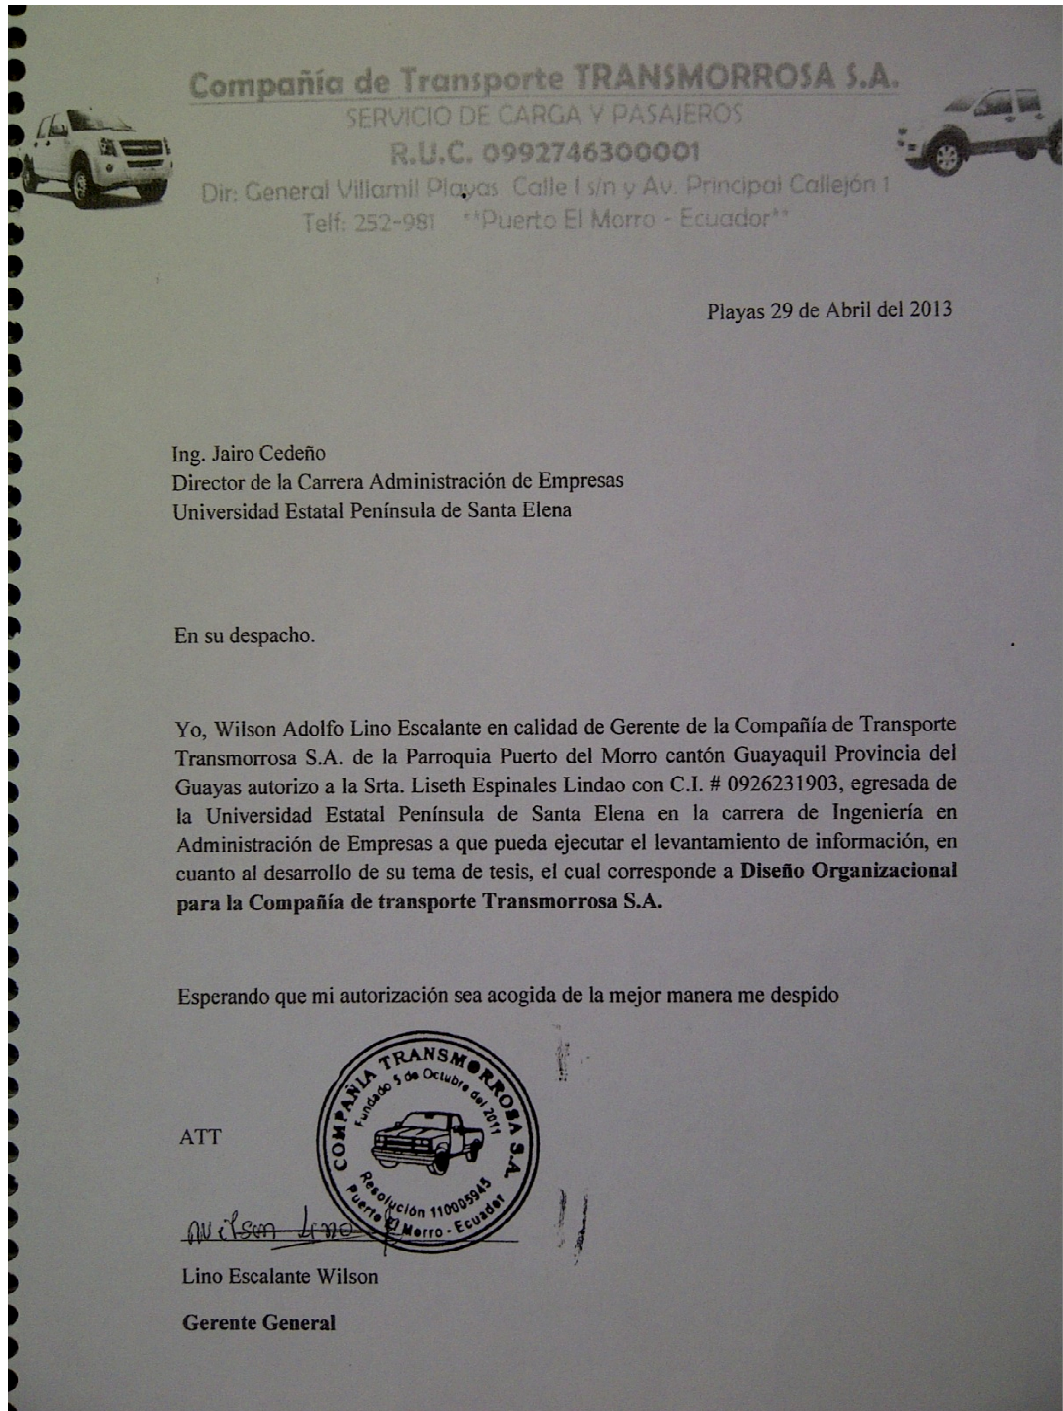 Compañía de Transporte TRANSMORROSA S.A.
SERVICIO DE CARGA Y PASAJEROS
R.U.C. 0992746300001
Dir: General Villamil Playas Calle I s/n y Av. Principal Callejón 1
Telf: 252-981 **Puerto El Morro - Ecuador**
Playas 29 de Abril del 2013
Ing. Jairo Cedeño
Director de la Carrera Administración de Empresas
Universidad Estatal Península de Santa Elena
En su despacho.
Yo, Wilson Adolfo Lino Escalante en calidad de Gerente de la Compañía de Transporte
Transmorrosa S.A. de la Parroquia Puerto del Morro cantón Guayaquil Provincia del
Guayas autorizo a la Srta. Liseth Espinales Lindao con C.I. # 0926231903, egresada de
la Universidad Estatal Península de Santa Elena en la carrera de Ingeniería en
Administración de Empresas a que pueda ejecutar el levantamiento de información, en
cuanto al desarrollo de su tema de tesis, el cual corresponde a Diseño Organizacional
para la Compañía de transporte Transmorrosa S.A.
Esperando que mi autorización sea acogida de la mejor manera me despido
COMPAÑIA TRANSMORROSA S.A.
Fundado 5 de Octubre del 2011
ATT
Resolución 110005945
Puerto El Morro - Ecuador
Wilson Lino
Lino Escalante Wilson
Gerente General